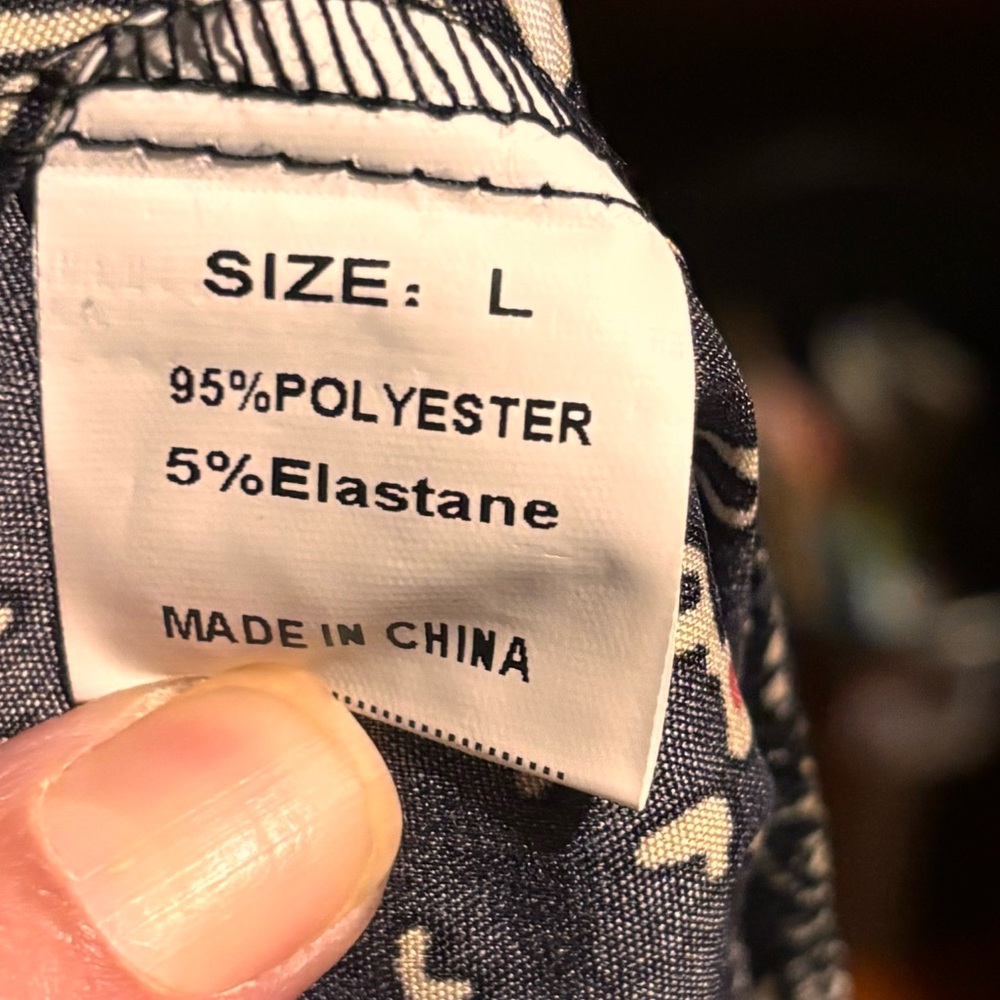 SIZE: L
95%POLYESTER
5%Elastane
MADE IN CHINA